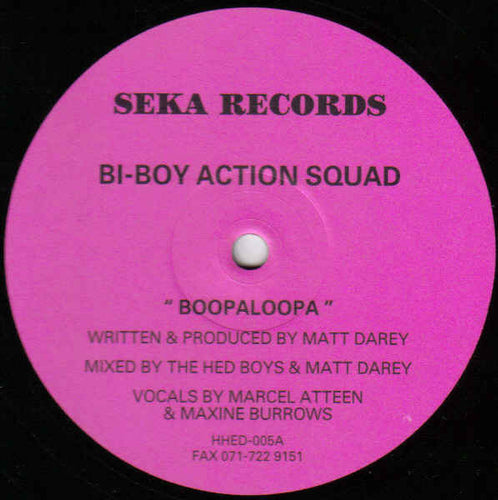 SEKA RECORDS
BI-BOY ACTION SQUAD
" BOOPALOOPA "
WRITTEN & PRODUCED BY MATT DAREY
MIXED BY THE HED BOYS & MATT DAREY
VOCALS BY MARCEL ATTEEN
& MAXINE BURROWS
HHED-005A
FAX 071-722 9151